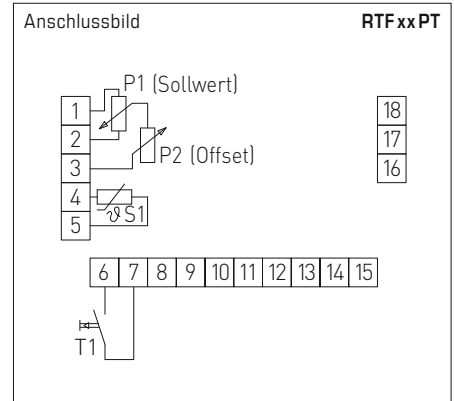 Anschlussbild RTF xx PT
P1 (Sollwert)
1 18
2 17
P2 (Offset)
3 16
4
ϑ S1
5
6 7 8 9 10 11 12 13 14 15
T1